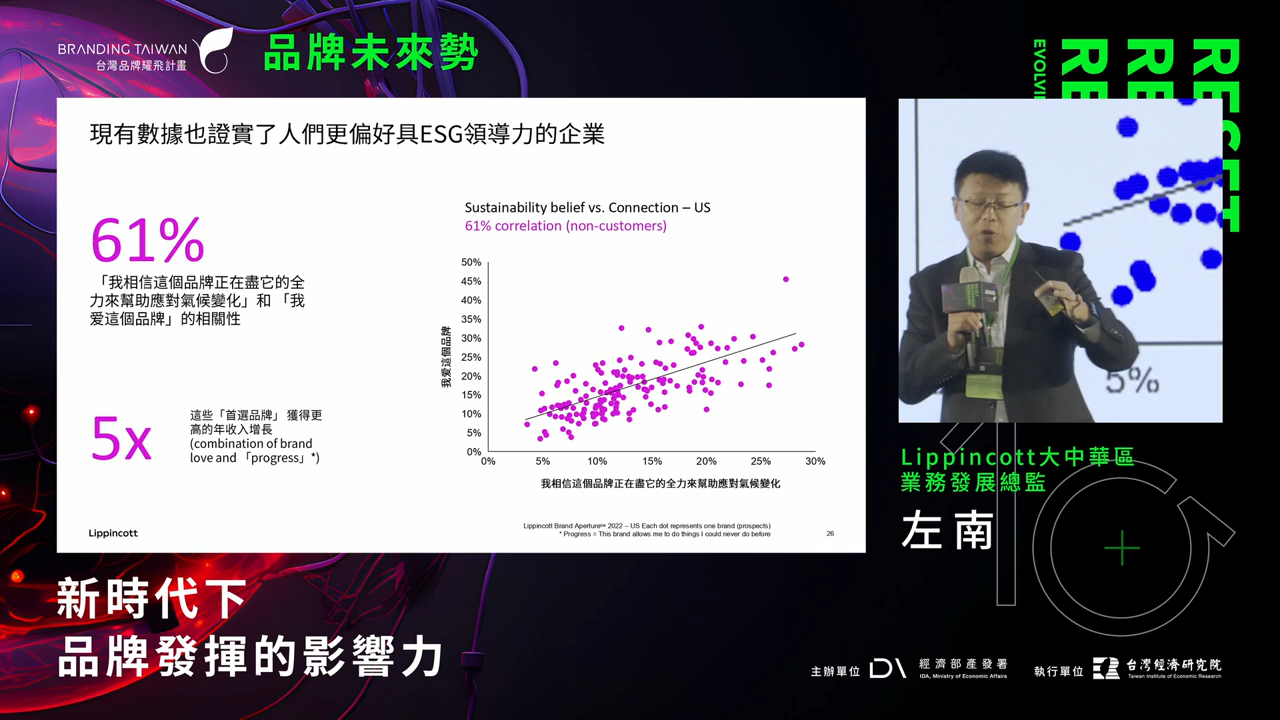 BRANDING TAIWAN
台灣品牌耀飛計畫
品牌未來勢
現有數據也證實了人們更偏好具ESG領導力的企業
61%
「我相信這個品牌正在盡它的全
力來幫助應對氣候變化」和 「我
爱這個品牌」的相關性
5x
這些「首選品牌」 獲得更
高的年收入增長
(combination of brand
love and 「progress」*)
Sustainability belief vs. Connection – US
61% correlation (non-customers)
50%
45%
40%
35%
30%
25%
20%
15%
10%
5%
0%
我爱這個品牌
0%
5%
10%
15%
20%
25%
30%
我相信這個品牌正在盡它的全力來幫助應對氣候變化
Lippincott Brand Aperture℠ 2022 – US Each dot represents one brand (prospects)
* Progress = This brand allows me to do things I could never do before
Lippincott
26
5%
Lippincott大中華區
業務發展總監
左南
新時代下
品牌發揮的影響力
主辦單位
經濟部產發署
IDA, Ministry of Economic Affairs
執行單位
台灣經濟研究院
Taiwan Institute of Economic Research